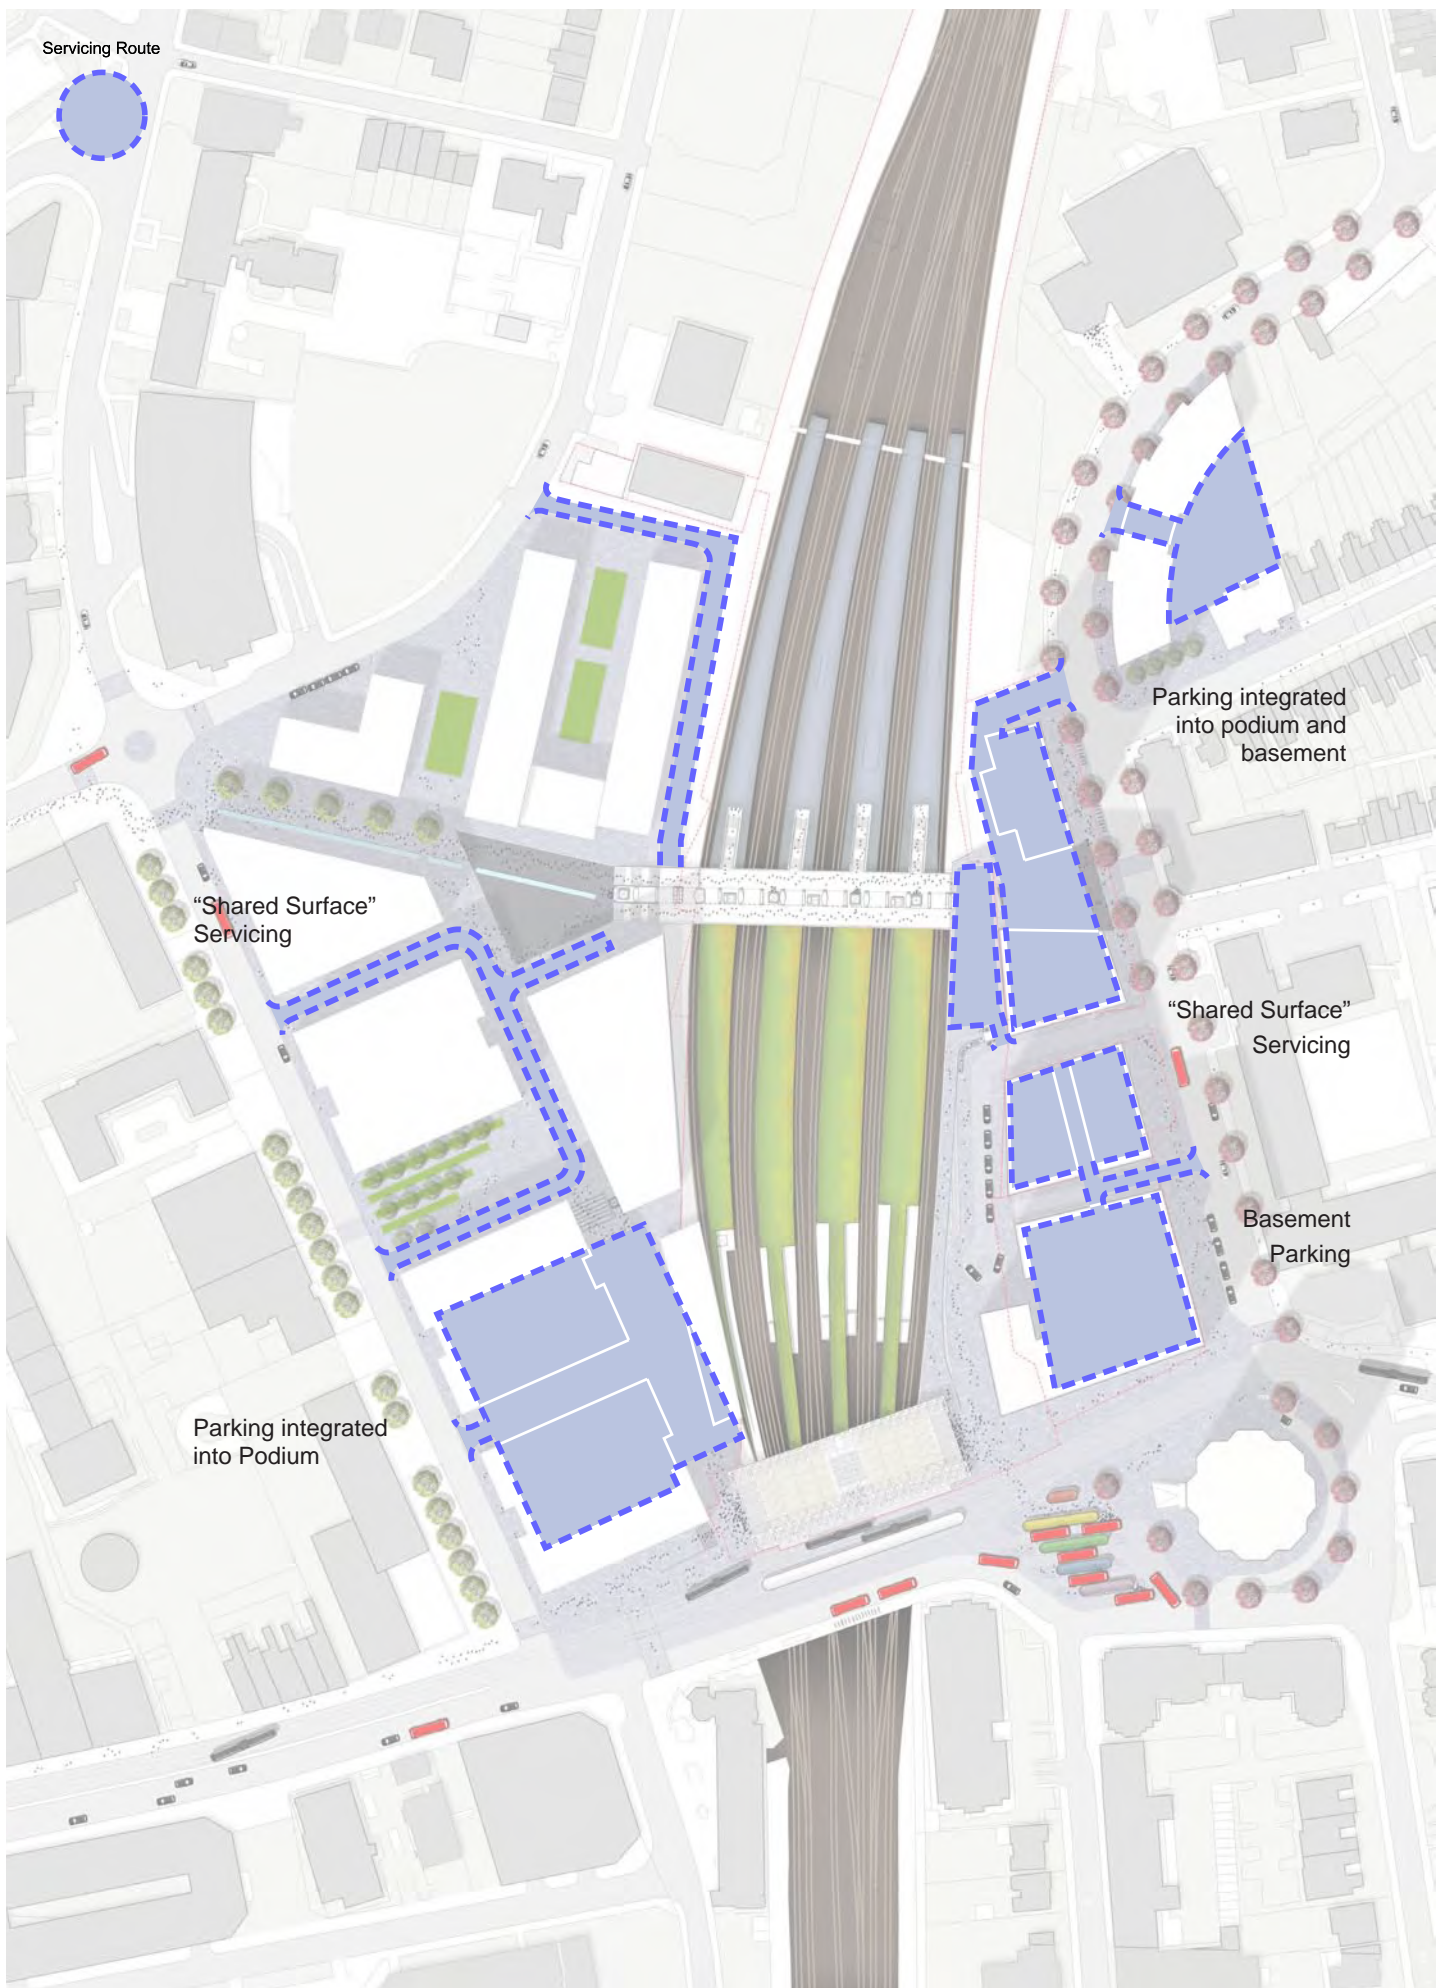 Servicing Route
Parking integrated
into podium and
basement
“Shared Surface”
Servicing
“Shared Surface”
Servicing
Basement
Parking
Parking integrated
into Podium